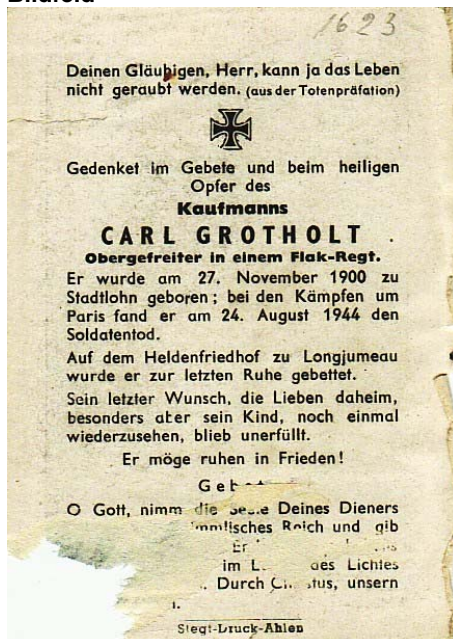 1623
Deinen Gläubigen, Herr, kann ja das Leben
nicht geraubt werden. (aus der Totenpräfation)
Gedenket im Gebete und beim heiligen
Opfer des
Kaufmanns
CARL GROTHOLT
Obergefreiter in einem Flak-Regt.
Er wurde am 27. November 1900 zu
Stadtlohn geboren; bei den Kämpfen um
Paris fand er am 24. August 1944 den
Soldatentod.
Auf dem Heldenfriedhof zu Longjumeau
wurde er zur letzten Ruhe gebettet.
Sein letzter Wunsch, die Lieben daheim,
besonders aber sein Kind, noch einmal
wiederzusehen, blieb unerfüllt.
Er möge ruhen in Frieden!
Gebet
O Gott, nimm die Seele Deines Dieners
Reich und gib
im des Lichtes
Durch Christus, unsern
Siegl-Druck-Ahlen